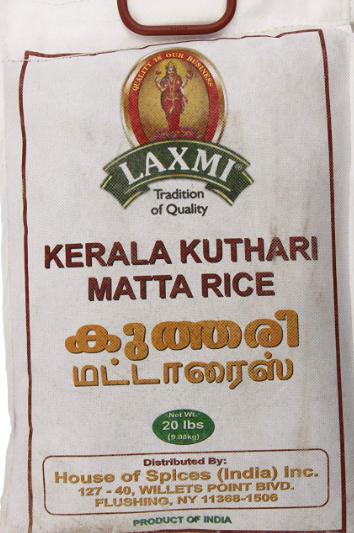 QUALITY IS OUR BUSINESS
LAXMI
Tradition
of Quality
KERALA KUTHARI
MATTA RICE
കുത്തരി
മട്ടാരൈസ്
Net Wt.
20 lbs
(9.08kg)
Distributed By:
House of Spices (India) Inc.
127 - 40, WILLETS POINT BLVD.
FLUSHING, NY 11368-1506
PRODUCT OF INDIA